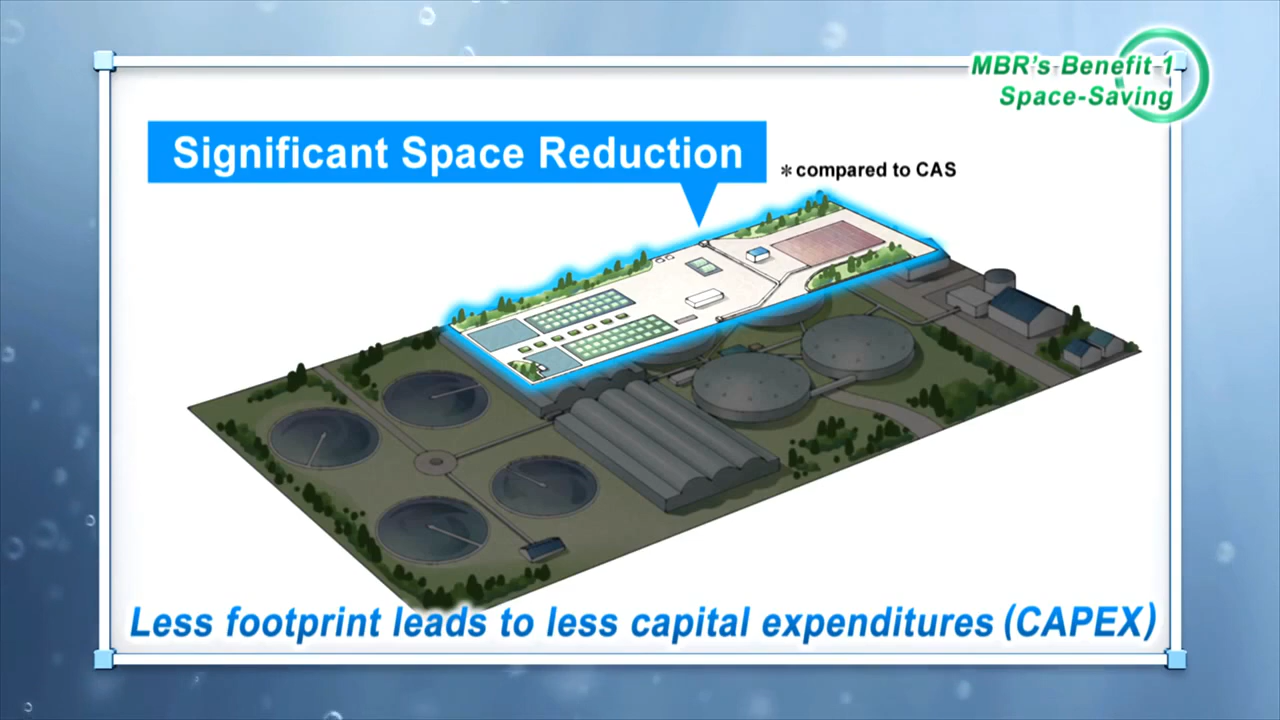 MBR's Benefit 1
Space-Saving
Significant Space Reduction
*compared to CAS
Less footprint leads to less capital expenditures (CAPEX)